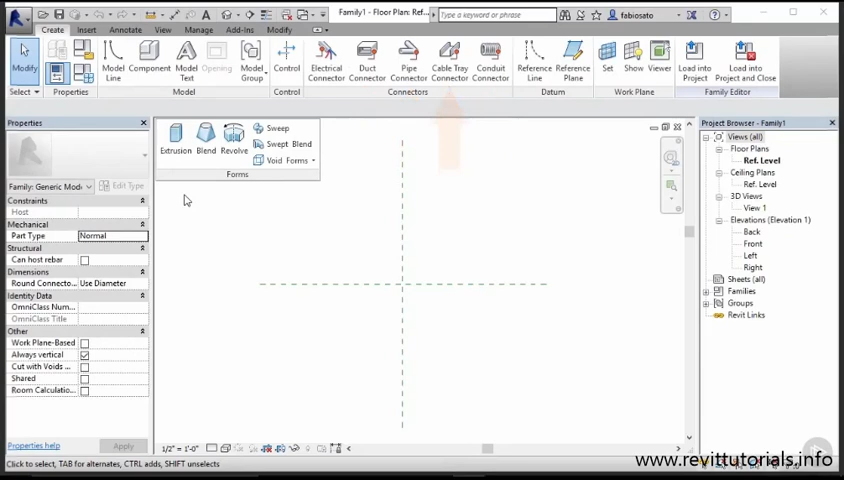 Family1 - Floor Plan: Ref...
Type a keyword or phrase
fabiosato
Create Insert Annotate View Manage Add-Ins Modify
Modify
Model Line
Component
Model Text
Opening
Model Group
Control
Electrical Connector
Duct Connector
Pipe Connector
Cable Tray Connector
Conduit Connector
Reference Line
Reference Plane
Set
Show
Viewer
Load into Project
Load into Project and Close
Select
Properties
Model
Control
Connectors
Datum
Work Plane
Family Editor
Properties
Family: Generic Mode
Edit Type
Constraints
Host
Mechanical
Part Type Normal
Structural
Can host rebar
Dimensions
Round Connecto... Use Diameter
Identity Data
OmniClass Num...
OmniClass Title
Other
Work Plane-Based
Always vertical
Cut with Voids ...
Shared
Room Calculatio...
Properties help
Apply
Extrusion
Blend
Revolve
Sweep
Swept Blend
Void Forms
Forms
Project Browser - Family1
Views (all)
Floor Plans
Ref. Level
Ceiling Plans
Ref. Level
3D Views
View 1
Elevations (Elevation 1)
Back
Front
Left
Right
Sheets (all)
Families
Groups
Revit Links
1/2" = 1'-0"
Click to select, TAB for alternates, CTRL adds, SHIFT unselects
www.revittutorials.info